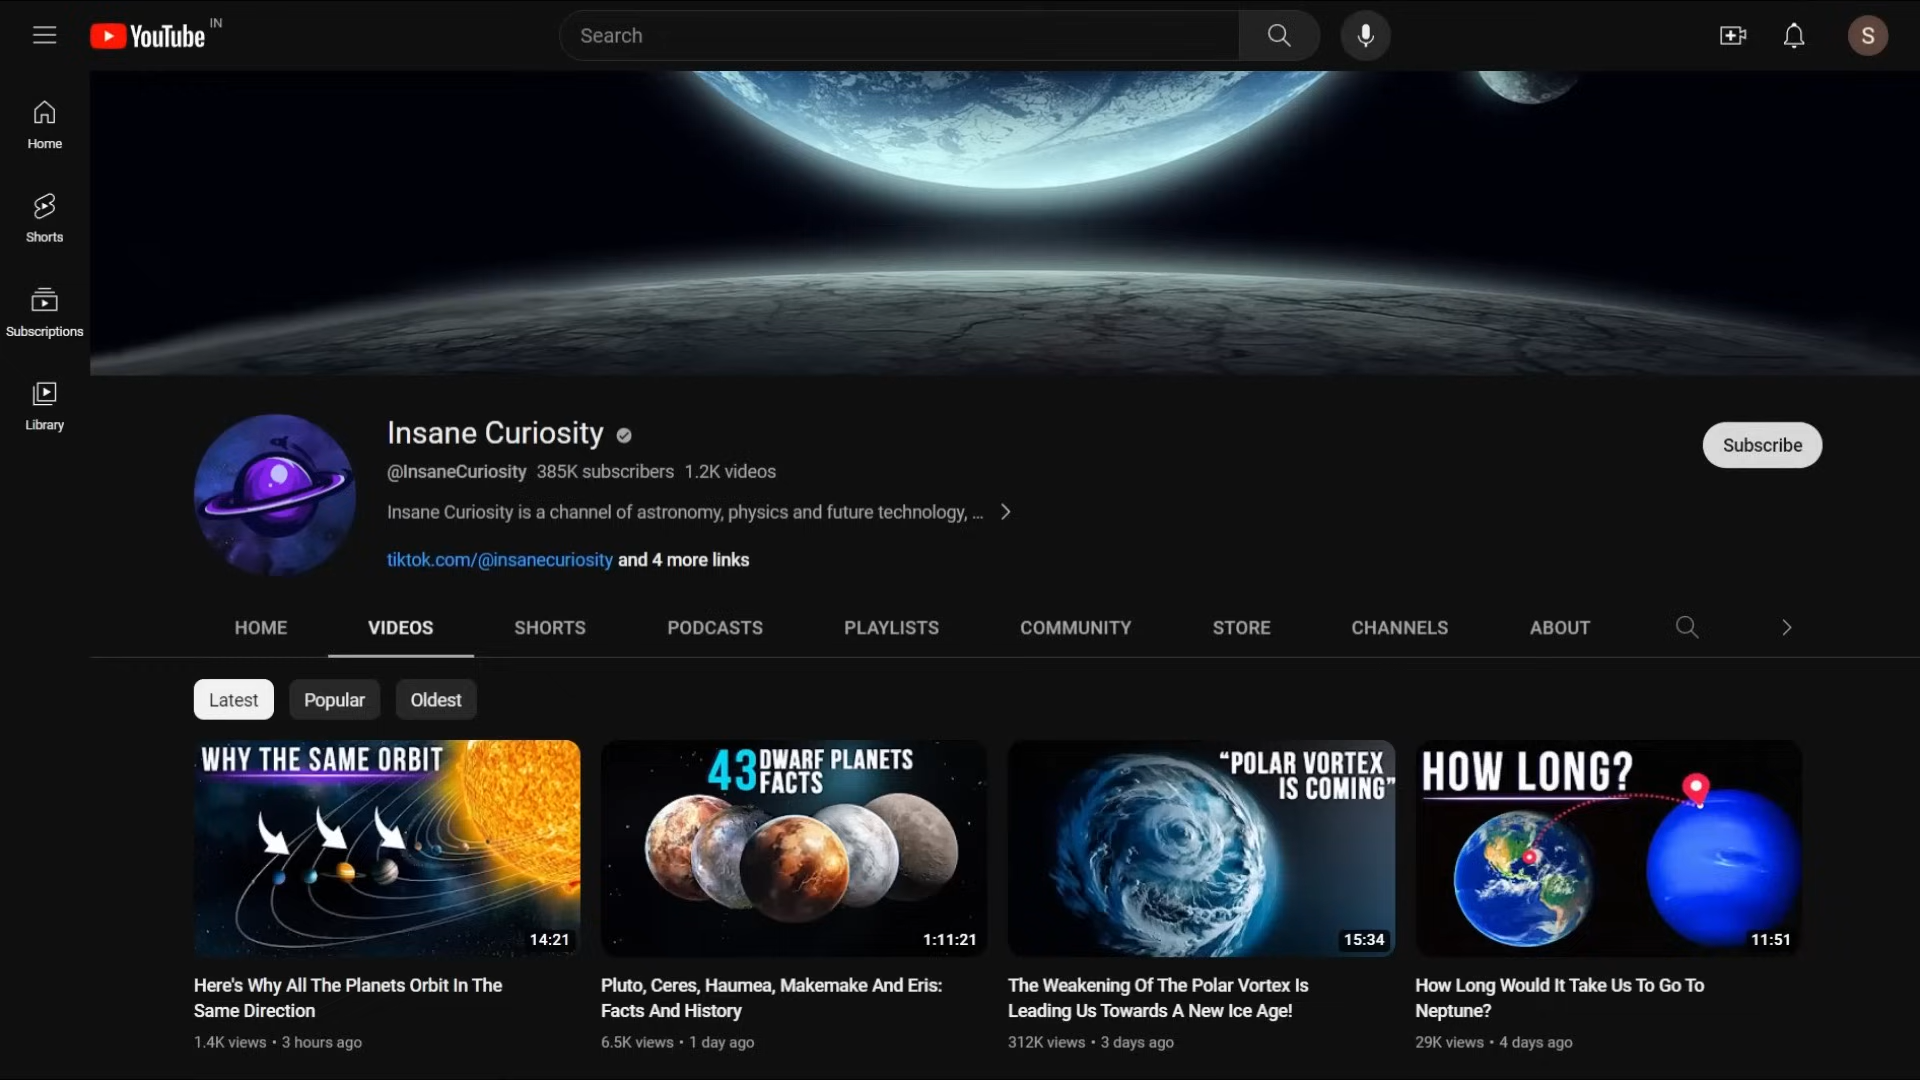 YouTube IN
Search
S
Home
Shorts
Subscriptions
Library
Insane Curiosity
@InsaneCuriosity 385K subscribers 1.2K videos
Insane Curiosity is a channel of astronomy, physics and future technology, ...
tiktok.com/@insanecuriosity and 4 more links
Subscribe
HOME VIDEOS SHORTS PODCASTS PLAYLISTS COMMUNITY STORE CHANNELS ABOUT
Latest Popular Oldest
WHY THE SAME ORBIT
14:21
Here's Why All The Planets Orbit In The
Same Direction
1.4K views • 3 hours ago
43 DWARF PLANETS
FACTS
1:11:21
Pluto, Ceres, Haumea, Makemake And Eris:
Facts And History
6.5K views • 1 day ago
“POLAR VORTEX
IS COMING”
15:34
The Weakening Of The Polar Vortex Is
Leading Us Towards A New Ice Age!
312K views • 3 days ago
HOW LONG?
11:51
How Long Would It Take Us To Go To
Neptune?
29K views • 4 days ago